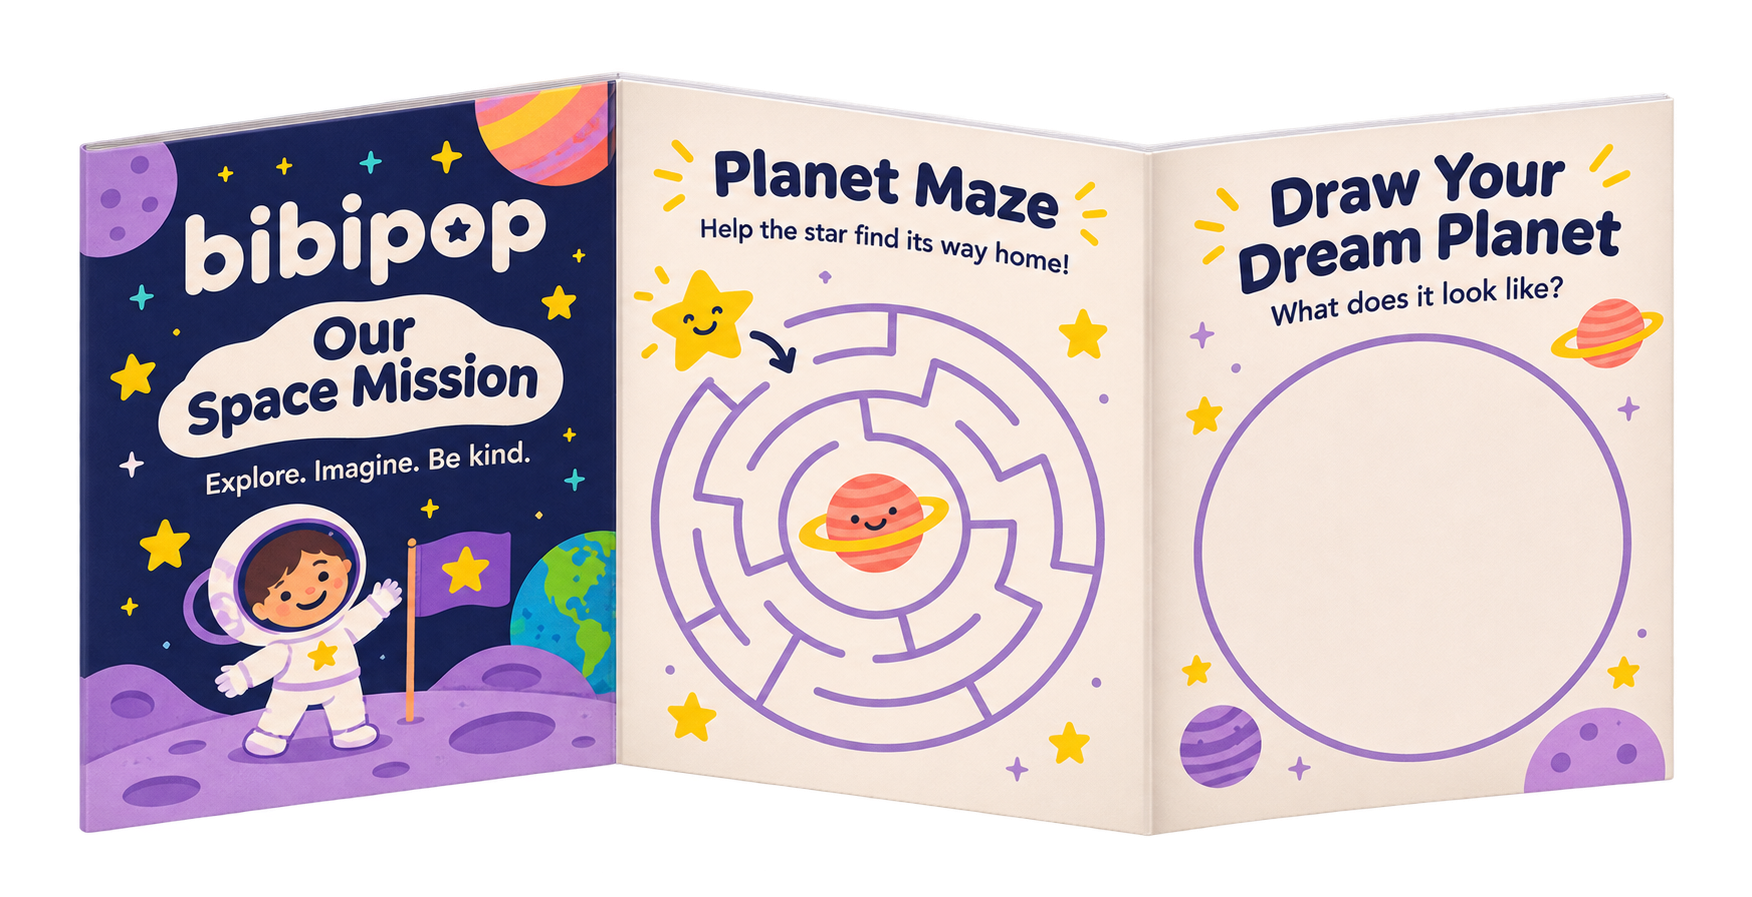 bibipop
Our
Space Mission
Explore. Imagine. Be kind.
Planet Maze
Help the star find its way home!
Draw Your
Dream Planet
What does it look like?